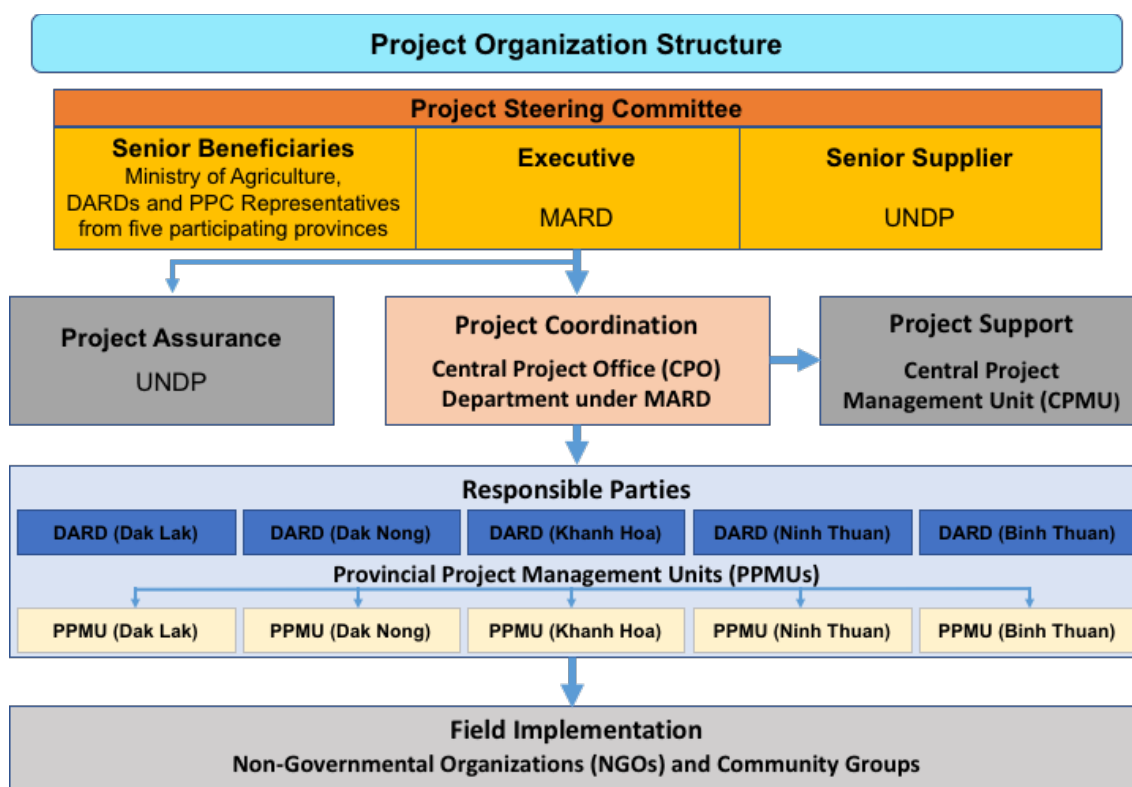 Project Organization Structure
Project Steering Committee
Senior Beneficiaries
Ministry of Agriculture,
DARDs and PPC Representatives
from five participating provinces
Executive
MARD
Senior Supplier
UNDP
Project Assurance
UNDP
Project Coordination
Central Project Office (CPO)
Department under MARD
Project Support
Central Project
Management Unit (CPMU)
Responsible Parties
DARD (Dak Lak)
DARD (Dak Nong)
DARD (Khanh Hoa)
DARD (Ninh Thuan)
DARD (Binh Thuan)
Provincial Project Management Units (PPMUs)
PPMU (Dak Lak)
PPMU (Dak Nong)
PPMU (Khanh Hoa)
PPMU (Ninh Thuan)
PPMU (Binh Thuan)
Field Implementation
Non-Governmental Organizations (NGOs) and Community Groups